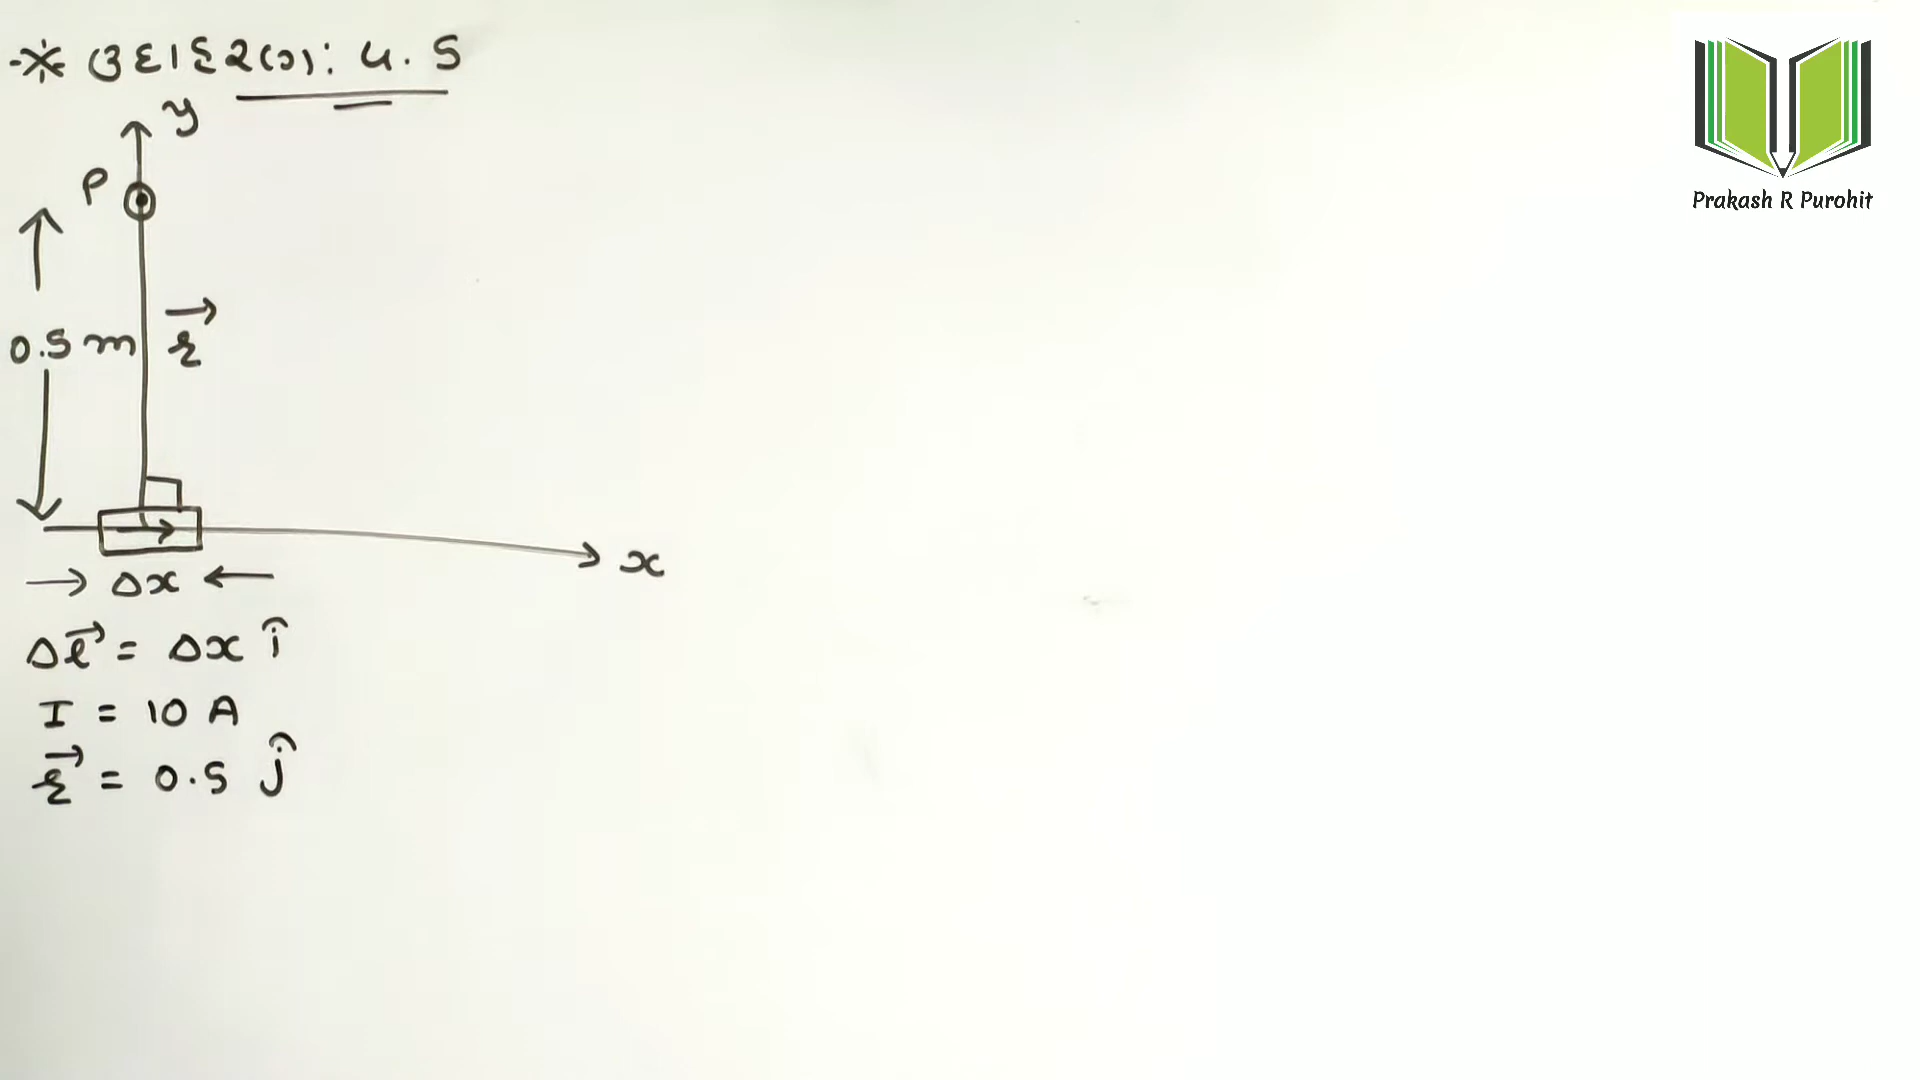 * ઉદાહરણ: 4.5
y
P
0.5 m
r⃗
x
Δx
Δl⃗ = Δx î
I = 10 A
r⃗ = 0.5 ĵ
Prakash R Purohit